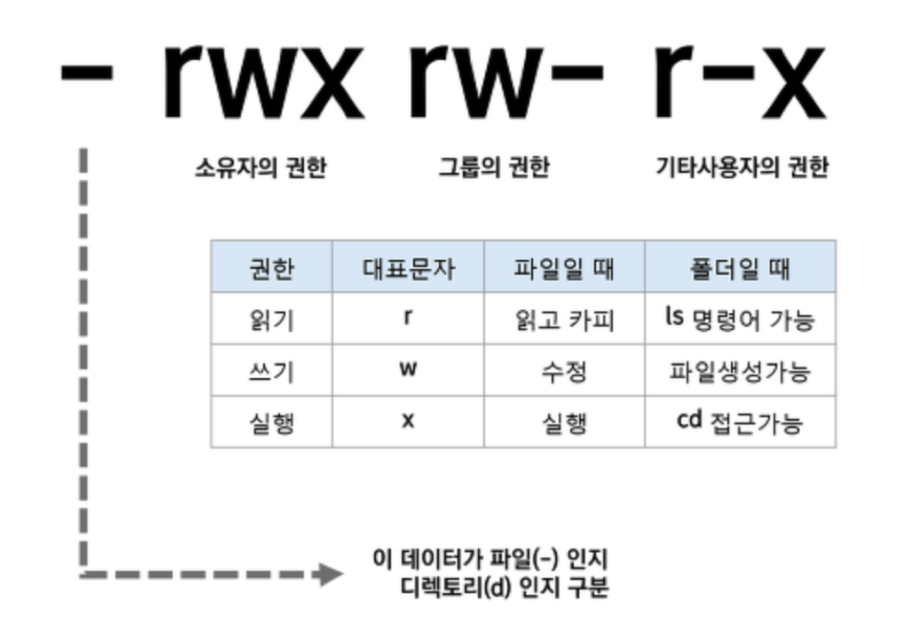 - rwx rw- r-x
소유자의 권한 그룹의 권한 기타사용자의 권한
권한 대표문자 파일일 때 폴더일 때
읽기 r 읽고 카피 ls 명령어 가능
쓰기 w 수정 파일생성가능
실행 x 실행 cd 접근가능
이 데이터가 파일(-) 인지
디렉토리(d) 인지 구분